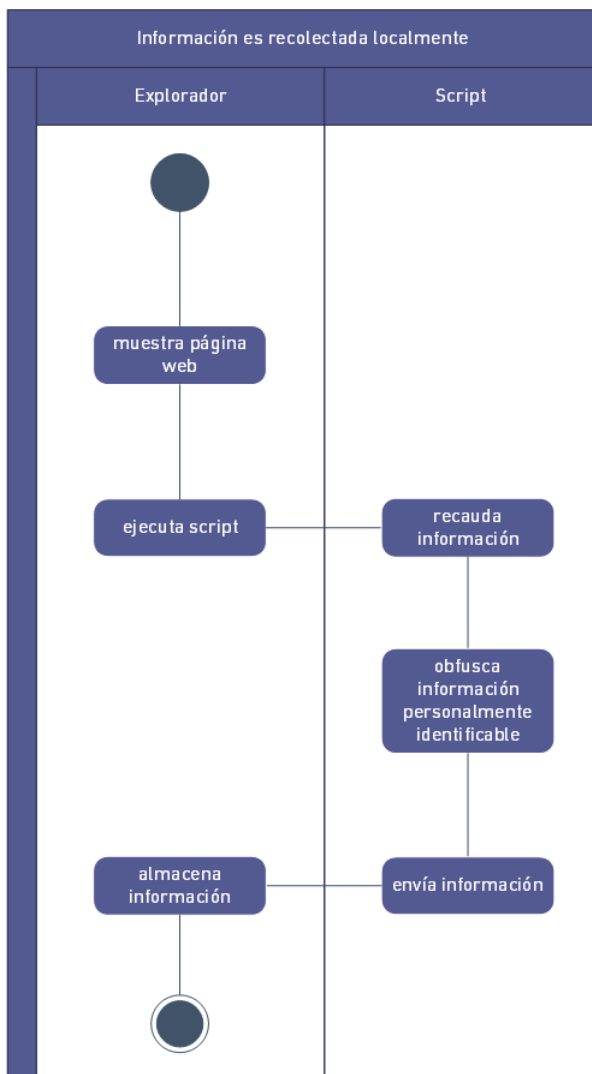 Información es recolectada localmente
Explorador
Script
muestra página
web
ejecuta script
recauda
información
obfusca
información
personalmente
identificable
almacena
información
envía información